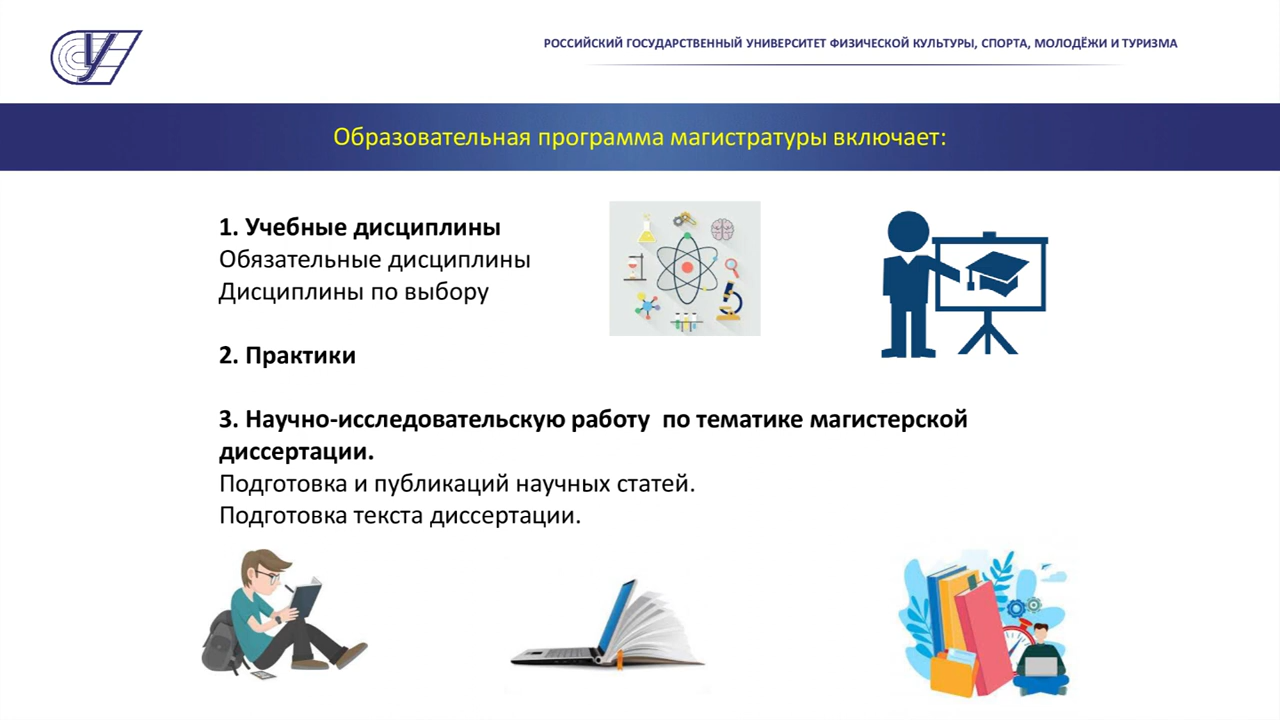 РОССИЙСКИЙ ГОСУДАРСТВЕННЫЙ УНИВЕРСИТЕТ ФИЗИЧЕСКОЙ КУЛЬТУРЫ, СПОРТА, МОЛОДЁЖИ И ТУРИЗМА
Образовательная программа магистратуры включает:
1. Учебные дисциплины
Обязательные дисциплины
Дисциплины по выбору
2. Практики
3. Научно-исследовательскую работу  по тематике магистерской
диссертации.
Подготовка и публикаций научных статей.
Подготовка текста диссертации.